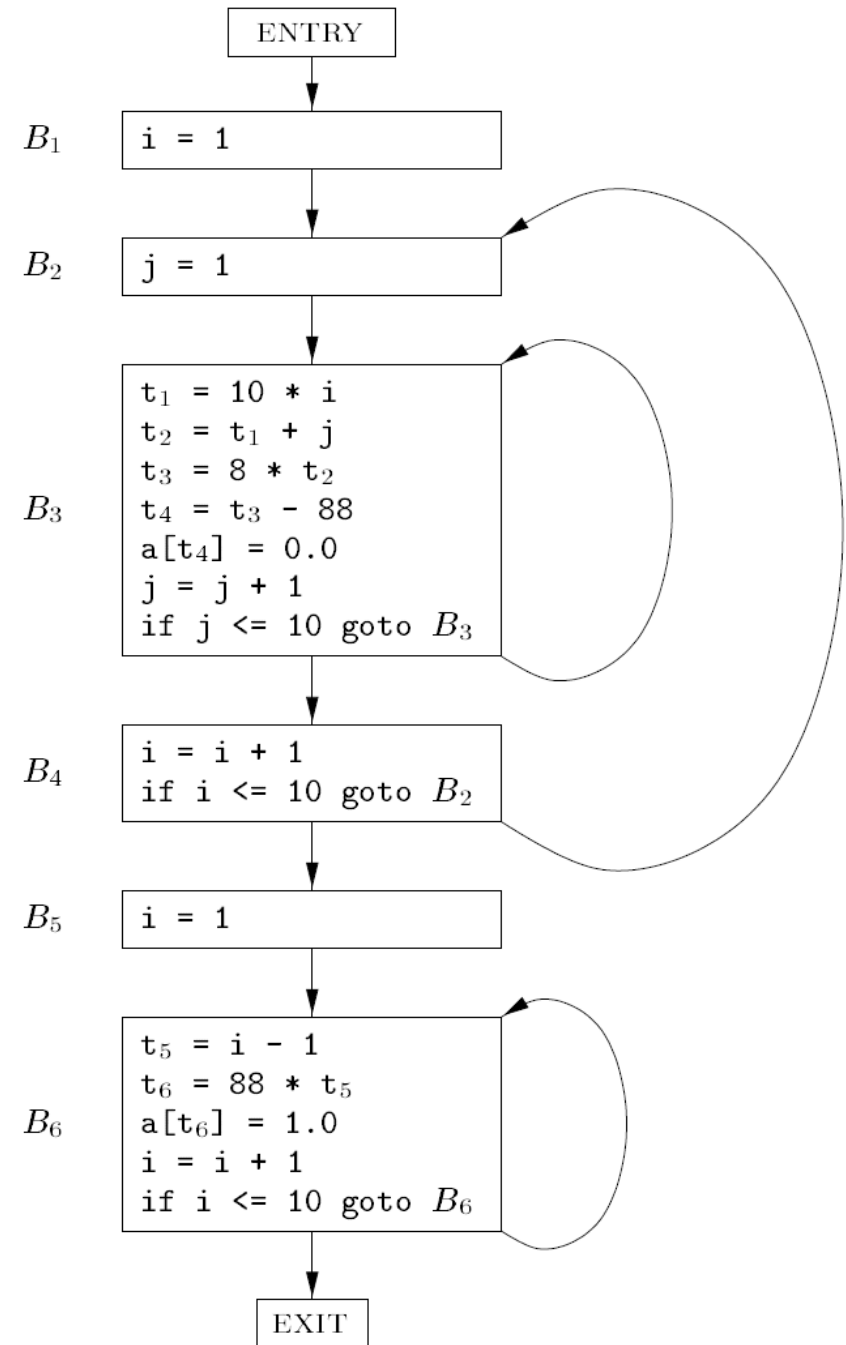 ENTRY
B₁
i = 1
B₂
j = 1
B₃
t₁ = 10 * i
t₂ = t₁ + j
t₃ = 8 * t₂
t₄ = t₃ - 88
a[t₄] = 0.0
j = j + 1
if j <= 10 goto B₃
B₄
i = i + 1
if i <= 10 goto B₂
B₅
i = 1
B₆
t₅ = i - 1
t₆ = 88 * t₅
a[t₆] = 1.0
i = i + 1
if i <= 10 goto B₆
EXIT